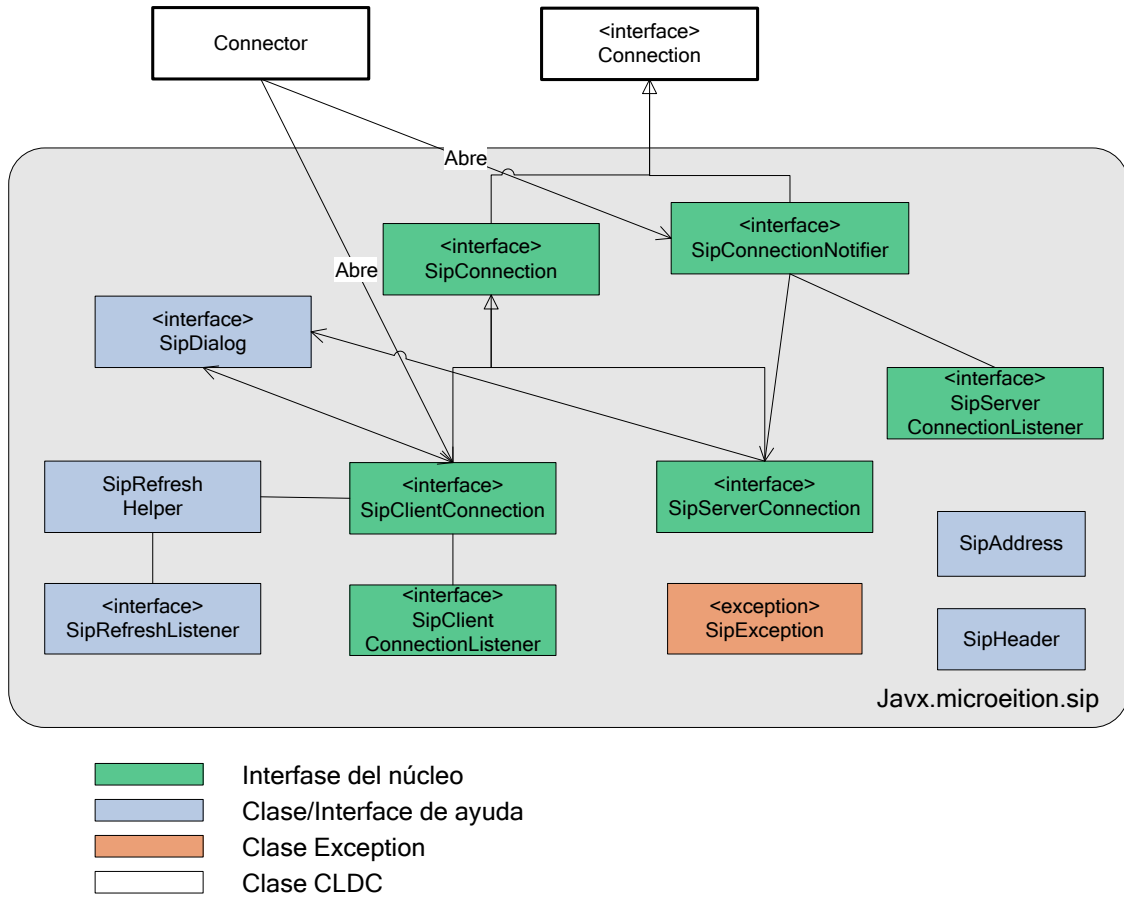 Connector
<interface>
Connection
Abre
<interface>
SipConnection
<interface>
SipConnectionNotifier
Abre
<interface>
SipDialog
<interface>
SipServer
ConnectionListener
SipRefresh
Helper
<interface>
SipClientConnection
<interface>
SipServerConnection
SipAddress
<interface>
SipRefreshListener
<interface>
SipClient
ConnectionListener
<exception>
SipException
SipHeader
Javx.microeition.sip
Interfase del núcleo
Clase/Interface de ayuda
Clase Exception
Clase CLDC